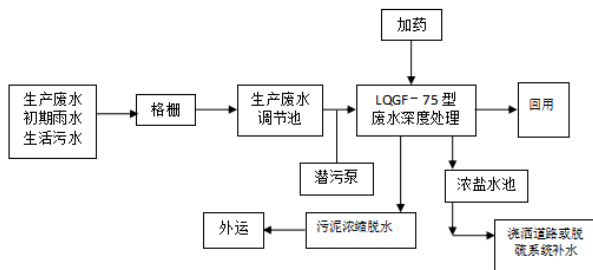 加药
生产废水
初期雨水
生活污水
格栅
生产废水
调节池
LQGF－75型
废水深度处理
回用
潜污泵
浓盐水池
外运
污泥浓缩脱水
浇洒道路或脱
硫系统补水